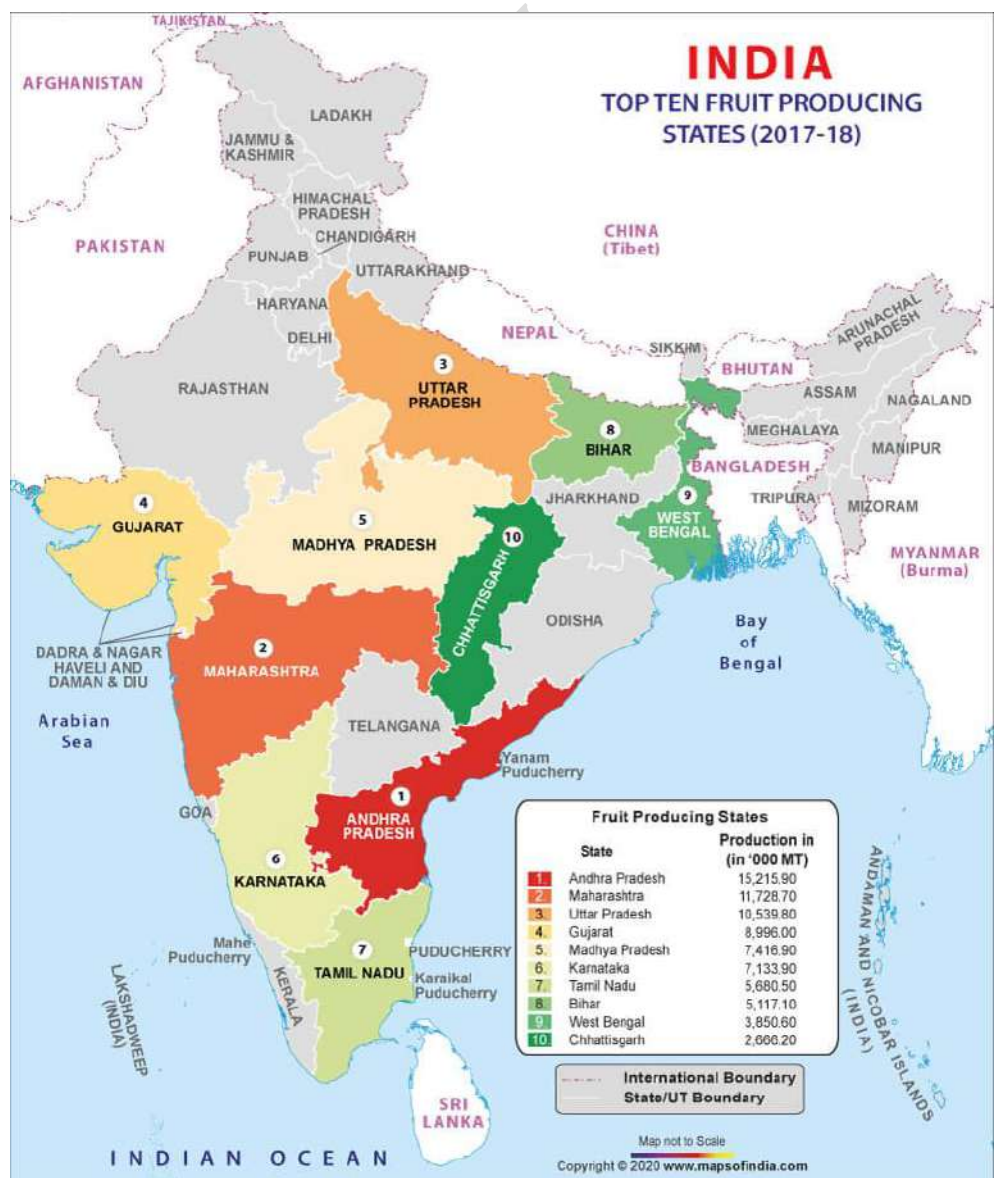 INDIA
TOP TEN FRUIT PRODUCING
STATES (2017-18)
TAJIKISTAN
AFGHANISTAN
LADAKH
JAMMU &
KASHMIR
HIMACHAL
PRADESH
CHANDIGARH
PAKISTAN
PUNJAB
UTTARAKHAND
CHINA
(Tibet)
HARYANA
DELHI
NEPAL
SIKKIM
BHUTAN
ARUNACHAL
PRADESH
RAJASTHAN
3
UTTAR
PRADESH
ASSAM
NAGALAND
MEGHALAYA
MANIPUR
8
BIHAR
BANGLADESH
TRIPURA
MIZORAM
JHARKHAND
9
WEST
BENGAL
4
GUJARAT
5
MADHYA PRADESH
10
CHHATTISGARH
MYANMAR
(Burma)
ODISHA
Bay
of
Bengal
DADRA & NAGAR
HAVELI AND
DAMAN & DIU
2
MAHARASHTRA
Arabian
Sea
TELANGANA
Yanam
Puducherry
GOA
1
ANDHRA
PRADESH
6
KARNATAKA
Mahe
Puducherry
7
TAMIL NADU
PUDUCHERRY
Karaikal
Puducherry
KERALA
LAKSHADWEEP
(INDIA)
ANDAMAN AND NICOBAR ISLANDS
(INDIA)
SRI
LANKA
INDIAN OCEAN
Fruit Producing States
State Production in
(in '000 MT)
1. Andhra Pradesh 15,215.90
2. Maharashtra 11,728.70
3. Uttar Pradesh 10,539.80
4. Gujarat 8,996.00
5. Madhya Pradesh 7,416.90
6. Karnataka 7,133.90
7. Tamil Nadu 5,680.50
8. Bihar 5,117.10
9. West Bengal 3,850.60
10. Chhattisgarh 2,666.20
International Boundary
State/UT Boundary
Map not to Scale
Copyright © 2020 www.mapsofindia.com